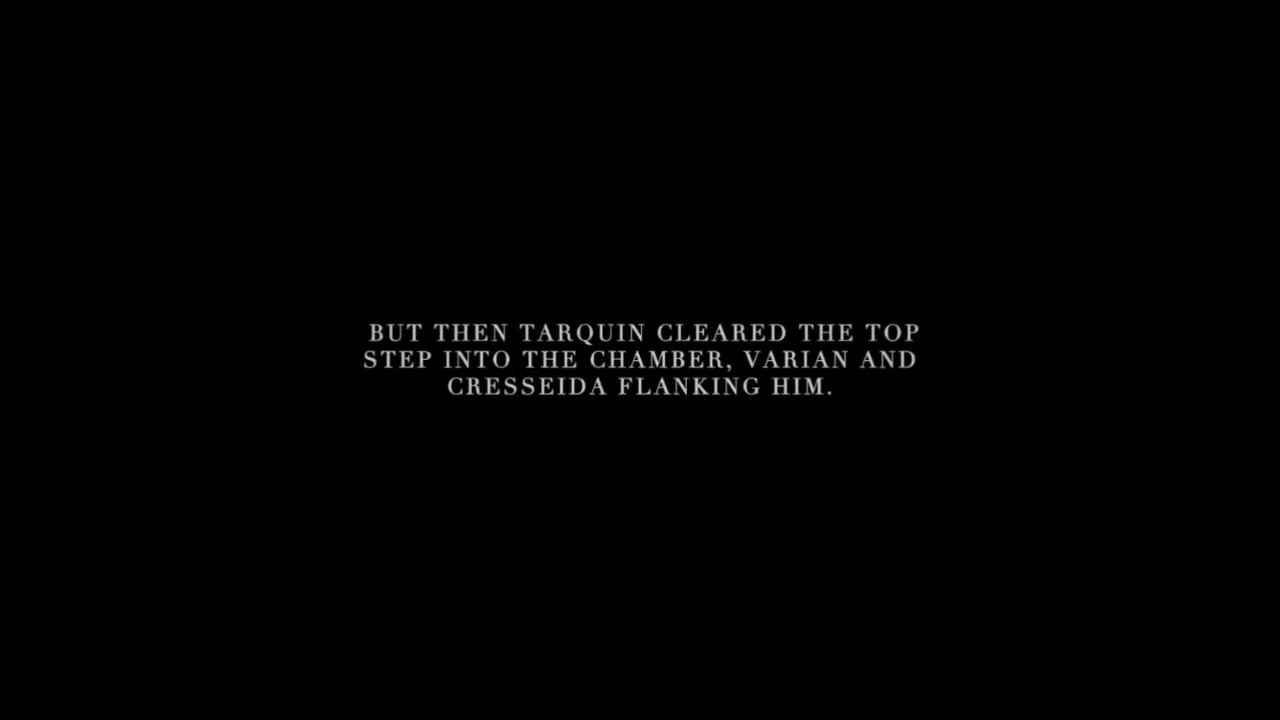 BUT THEN TARQUIN CLEARED THE TOP
STEP INTO THE CHAMBER, VARIAN AND
CRESSEIDA FLANKING HIM.